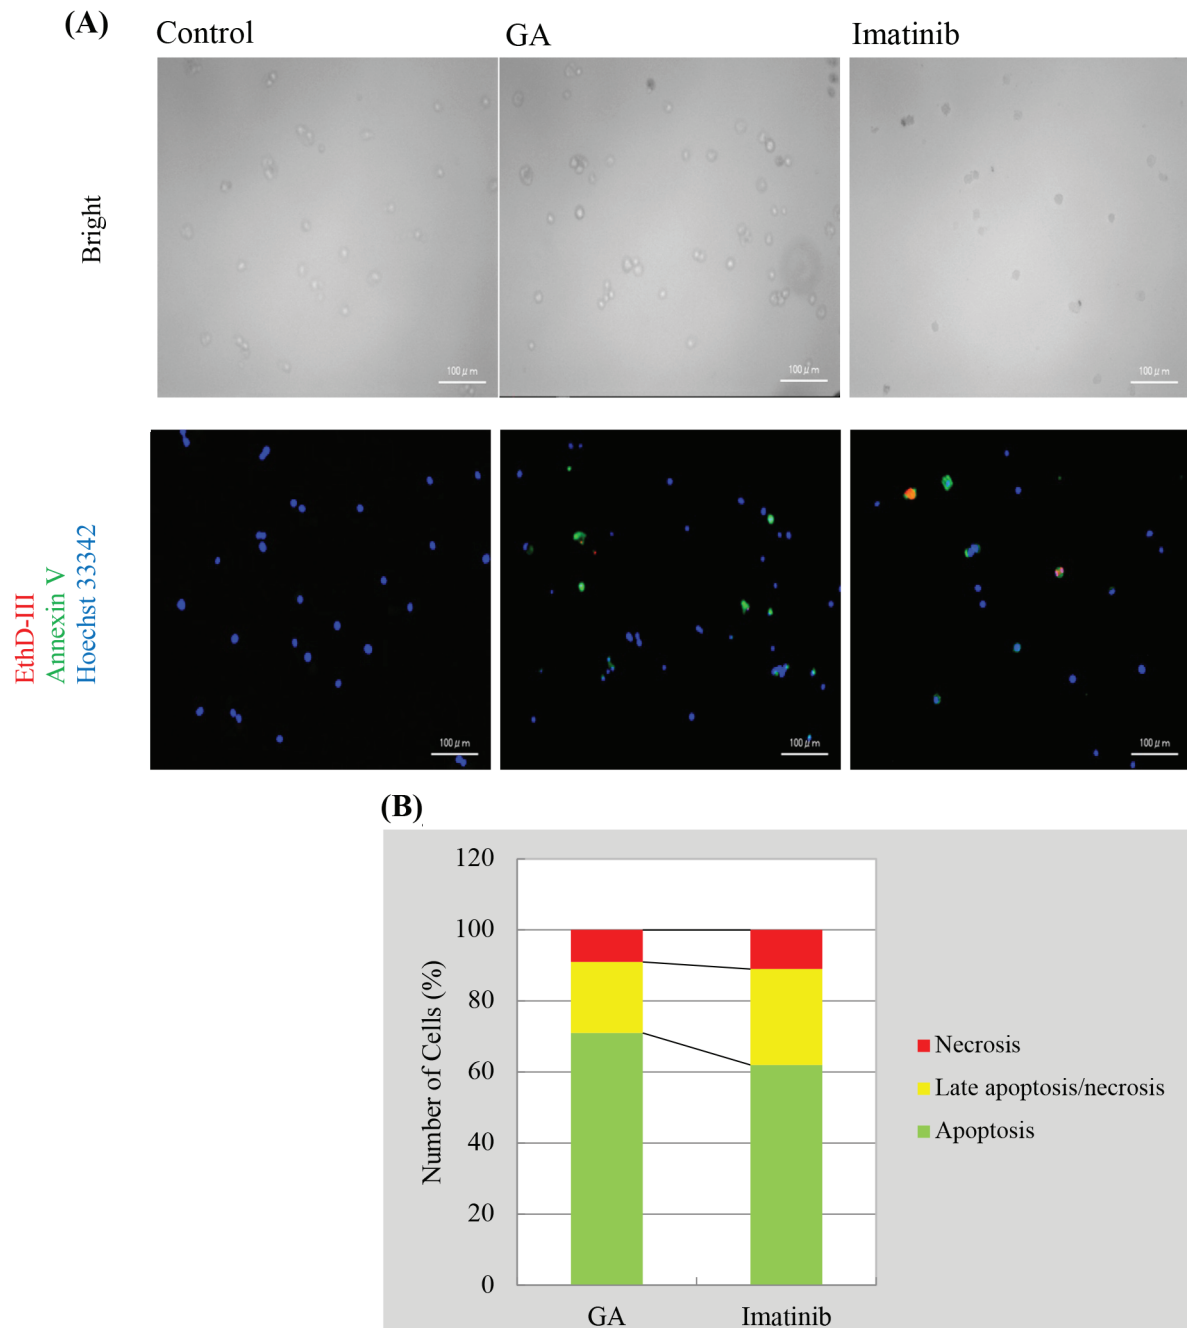 (A)
Control GA Imatinib
Bright
100 μm 100 μm 100 μm
EthD-III
Annexin V
Hoechst 33342
100 μm 100 μm 100 μm
(B)
120
100
80
60
40
20
0
Number of Cells (%)
GA Imatinib
Necrosis
Late apoptosis/necrosis
Apoptosis